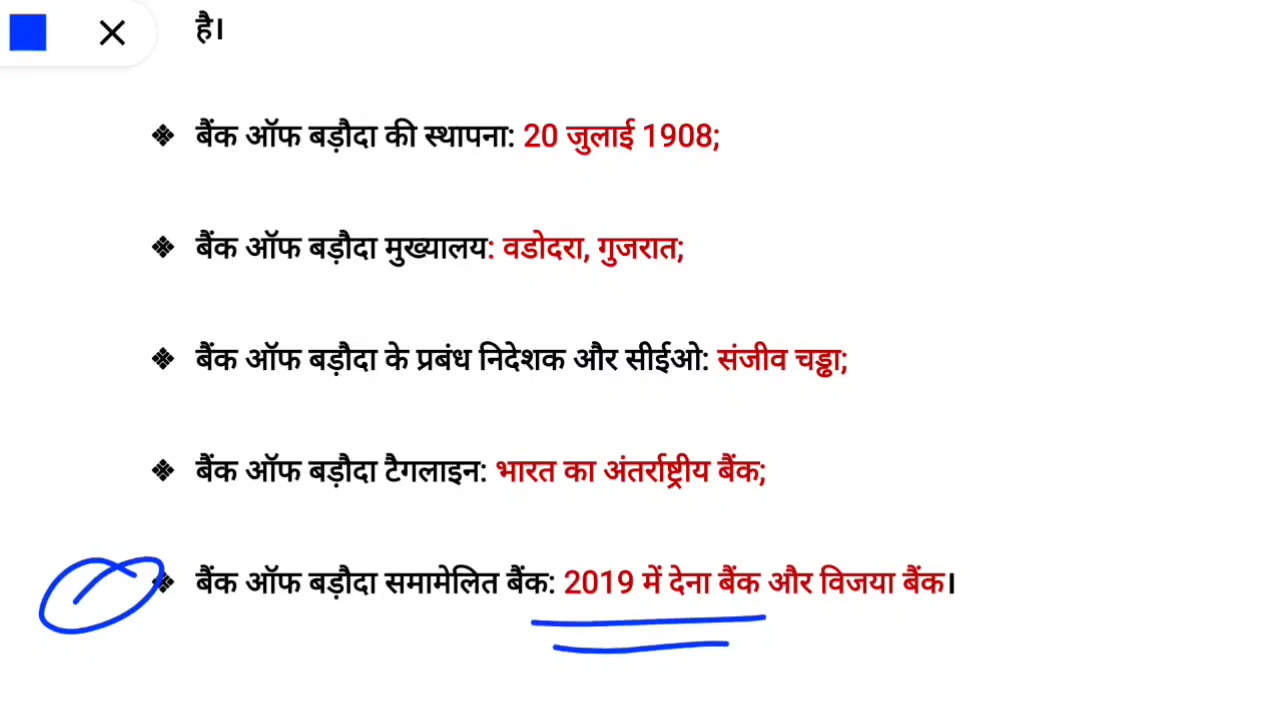 है।
❖ बैंक ऑफ बड़ौदा की स्थापना: 20 जुलाई 1908;
❖ बैंक ऑफ बड़ौदा मुख्यालय: वडोदरा, गुजरात;
❖ बैंक ऑफ बड़ौदा के प्रबंध निदेशक और सीईओ: संजीव चड्ढा;
❖ बैंक ऑफ बड़ौदा टैगलाइन: भारत का अंतर्राष्ट्रीय बैंक;
❖ बैंक ऑफ बड़ौदा समामेलित बैंक: 2019 में देना बैंक और विजया बैंक।